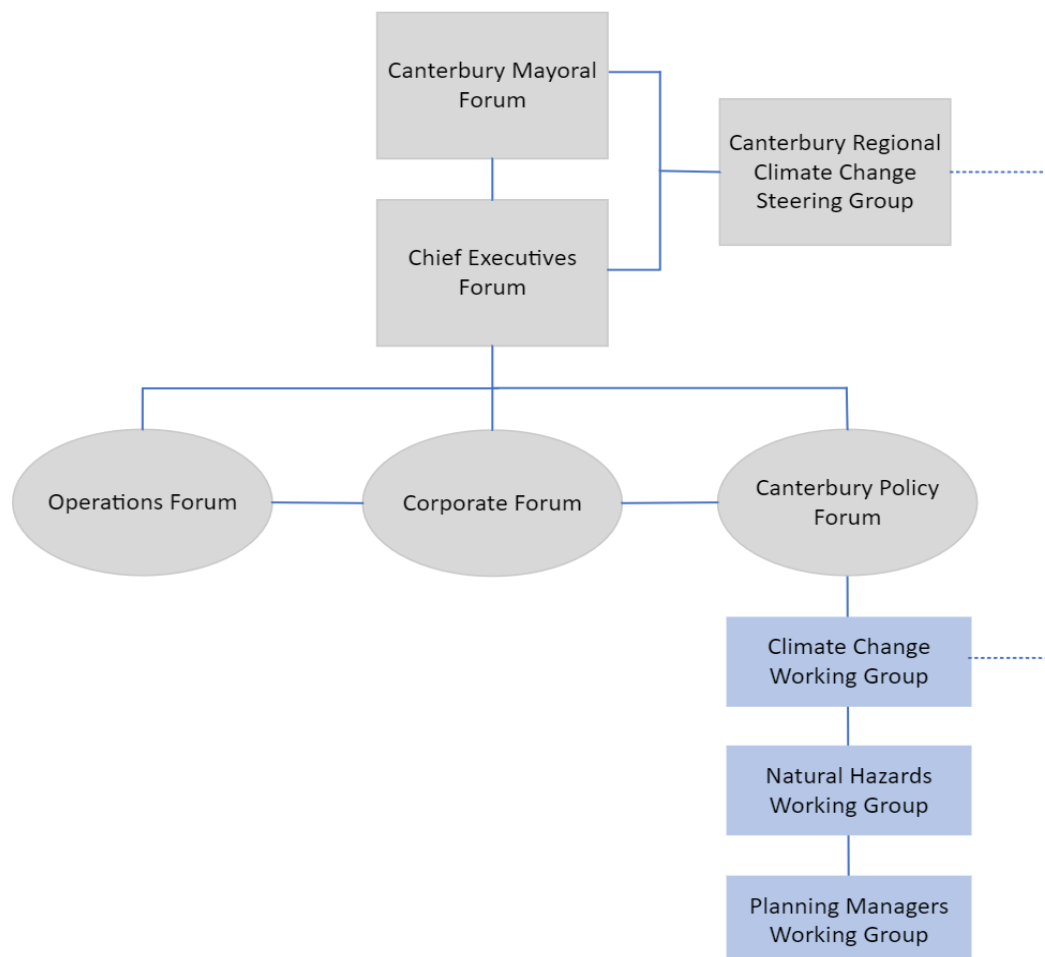 Canterbury Mayoral
Forum
Canterbury Regional
Climate Change
Steering Group
Chief Executives
Forum
Operations Forum
Corporate Forum
Canterbury Policy
Forum
Climate Change
Working Group
Natural Hazards
Working Group
Planning Managers
Working Group